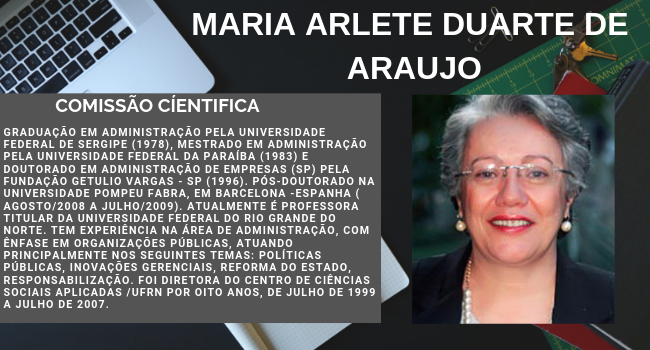 MARIA ARLETE DUARTE DE
ARAUJO
COMISSÃO CÍENTIFICA
GRADUAÇÃO EM ADMINISTRAÇÃO PELA UNIVERSIDADE
FEDERAL DE SERGIPE (1978), MESTRADO EM ADMINISTRAÇÃO
PELA UNIVERSIDADE FEDERAL DA PARAÍBA (1983) E
DOUTORADO EM ADMINISTRAÇÃO DE EMPRESAS (SP) PELA
FUNDAÇÃO GETULIO VARGAS - SP (1996). PÓS-DOUTORADO NA
UNIVERSIDADE POMPEU FABRA, EM BARCELONA -ESPANHA (
AGOSTO/2008 A JULHO/2009). ATUALMENTE É PROFESSORA
TITULAR DA UNIVERSIDADE FEDERAL DO RIO GRANDE DO
NORTE. TEM EXPERIÊNCIA NA ÁREA DE ADMINISTRAÇÃO, COM
ÊNFASE EM ORGANIZAÇÕES PÚBLICAS, ATUANDO
PRINCIPALMENTE NOS SEGUINTES TEMAS: POLÍTICAS
PÚBLICAS, INOVAÇÕES GERENCIAIS, REFORMA DO ESTADO,
RESPONSABILIZAÇÃO. FOI DIRETORA DO CENTRO DE CIÊNCIAS
SOCIAIS APLICADAS /UFRN POR OITO ANOS, DE JULHO DE 1999
A JULHO DE 2007.